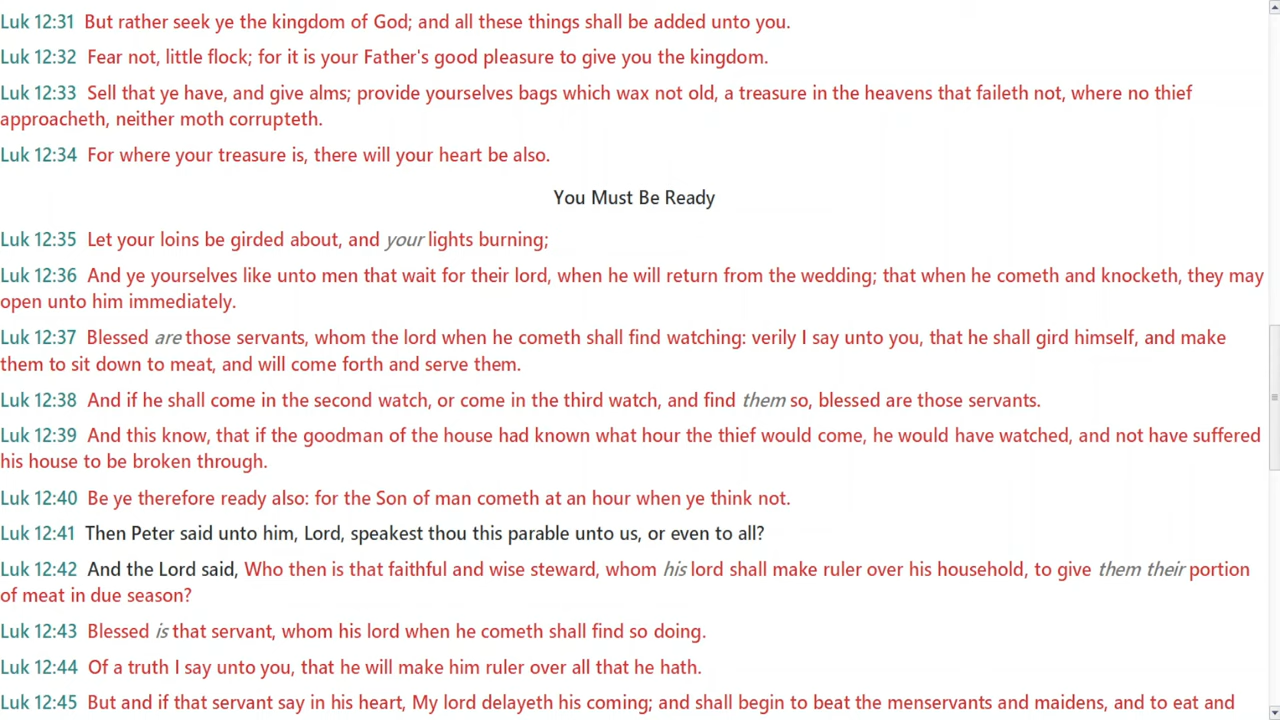 Luk 12:31 But rather seek ye the kingdom of God; and all these things shall be added unto you.
Luk 12:32 Fear not, little flock; for it is your Father's good pleasure to give you the kingdom.
Luk 12:33 Sell that ye have, and give alms; provide yourselves bags which wax not old, a treasure in the heavens that faileth not, where no thief
approacheth, neither moth corrupteth.
Luk 12:34 For where your treasure is, there will your heart be also.
You Must Be Ready
Luk 12:35 Let your loins be girded about, and your lights burning;
Luk 12:36 And ye yourselves like unto men that wait for their lord, when he will return from the wedding; that when he cometh and knocketh, they may
open unto him immediately.
Luk 12:37 Blessed are those servants, whom the lord when he cometh shall find watching: verily I say unto you, that he shall gird himself, and make
them to sit down to meat, and will come forth and serve them.
Luk 12:38 And if he shall come in the second watch, or come in the third watch, and find them so, blessed are those servants.
Luk 12:39 And this know, that if the goodman of the house had known what hour the thief would come, he would have watched, and not have suffered
his house to be broken through.
Luk 12:40 Be ye therefore ready also: for the Son of man cometh at an hour when ye think not.
Luk 12:41 Then Peter said unto him, Lord, speakest thou this parable unto us, or even to all?
Luk 12:42 And the Lord said, Who then is that faithful and wise steward, whom his lord shall make ruler over his household, to give them their portion
of meat in due season?
Luk 12:43 Blessed is that servant, whom his lord when he cometh shall find so doing.
Luk 12:44 Of a truth I say unto you, that he will make him ruler over all that he hath.
Luk 12:45 But and if that servant say in his heart, My lord delayeth his coming; and shall begin to beat the menservants and maidens, and to eat and